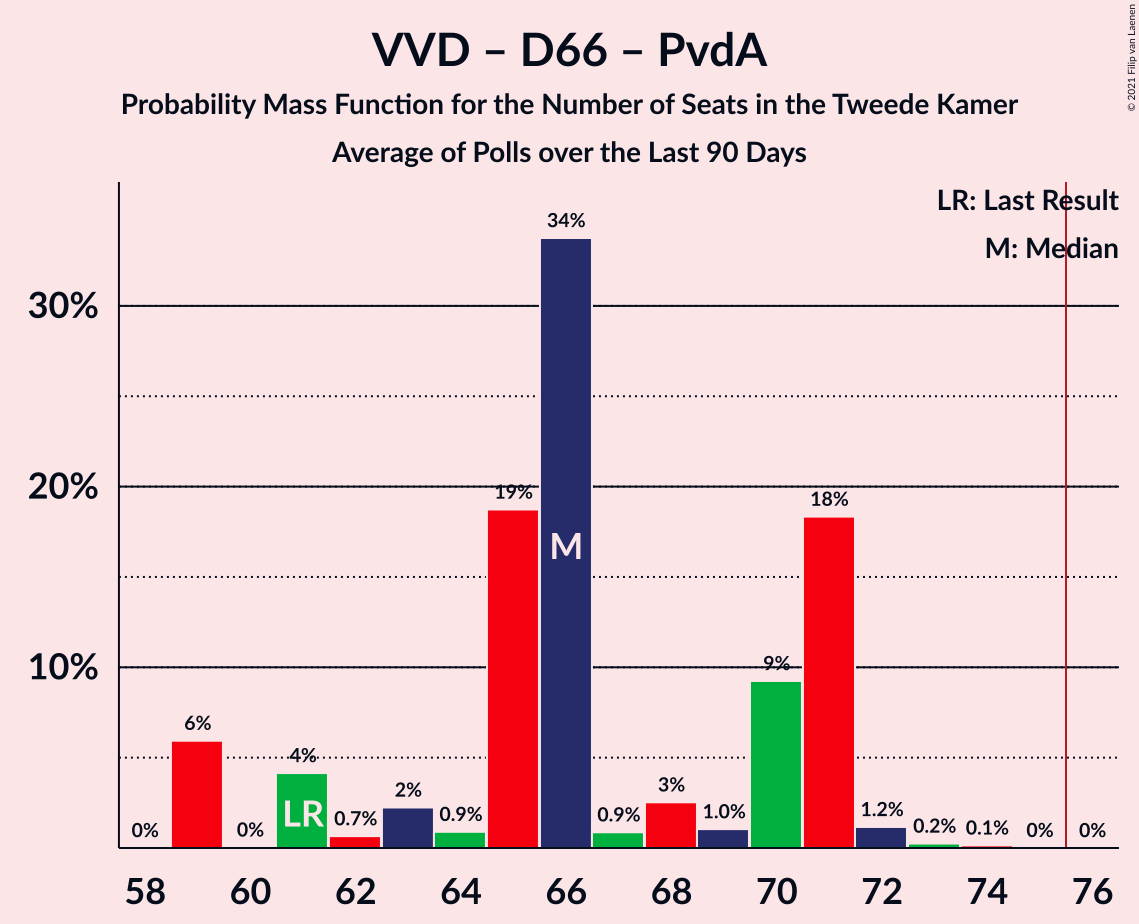 VVD – D66 – PvdA
Probability Mass Function for the Number of Seats in the Tweede Kamer
Average of Polls over the Last 90 Days
© 2021 Filip van Laenen
LR: Last Result
M: Median
30%
20%
10%
0%
6%
0%
4%
0.7%
2%
0.9%
19%
34%
0.9%
3%
1.0%
9%
18%
1.2%
0.2%
0.1%
0%
0%
LR
M
58 60 62 64 66 68 70 72 74 76